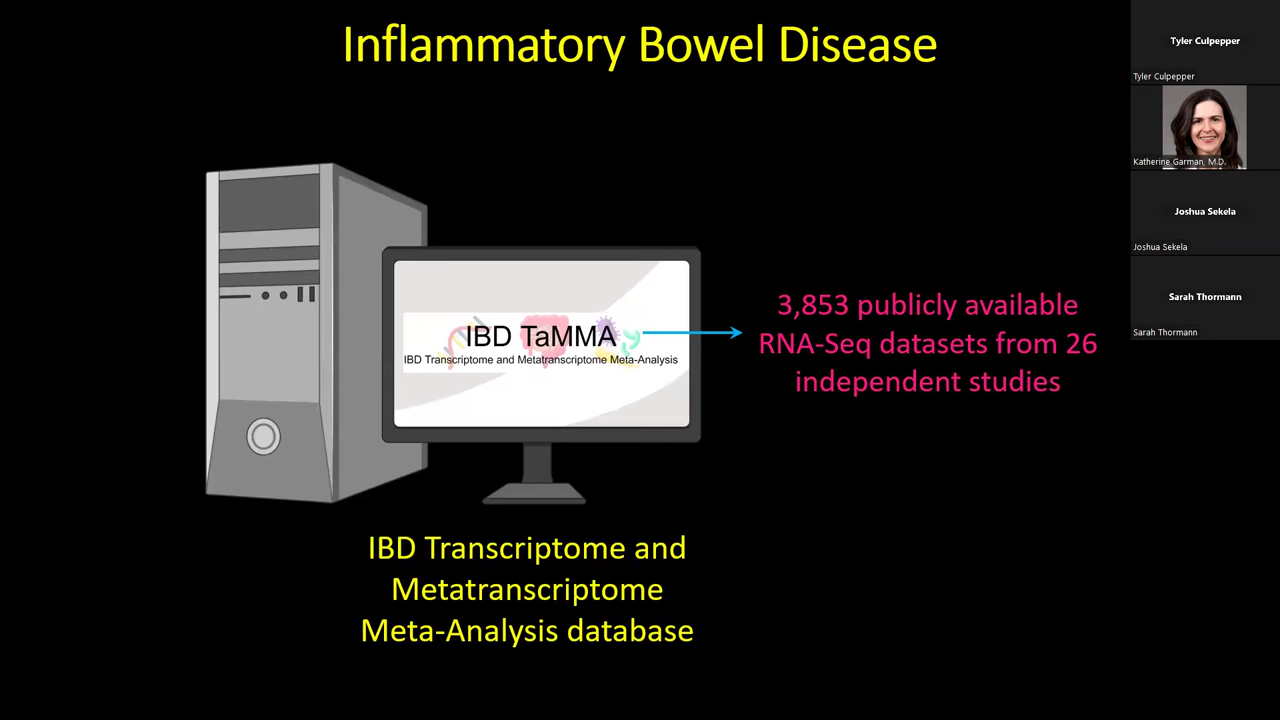 Inflammatory Bowel Disease
IBD TaMMA
IBD Transcriptome and Metatranscriptome Meta-Analysis
3,853 publicly available
RNA-Seq datasets from 26
independent studies
IBD Transcriptome and
Metatranscriptome
Meta-Analysis database
Tyler Culpepper
Tyler Culpepper
Katherine Garman, M.D.
Joshua Sekela
Joshua Sekela
Sarah Thormann
Sarah Thormann